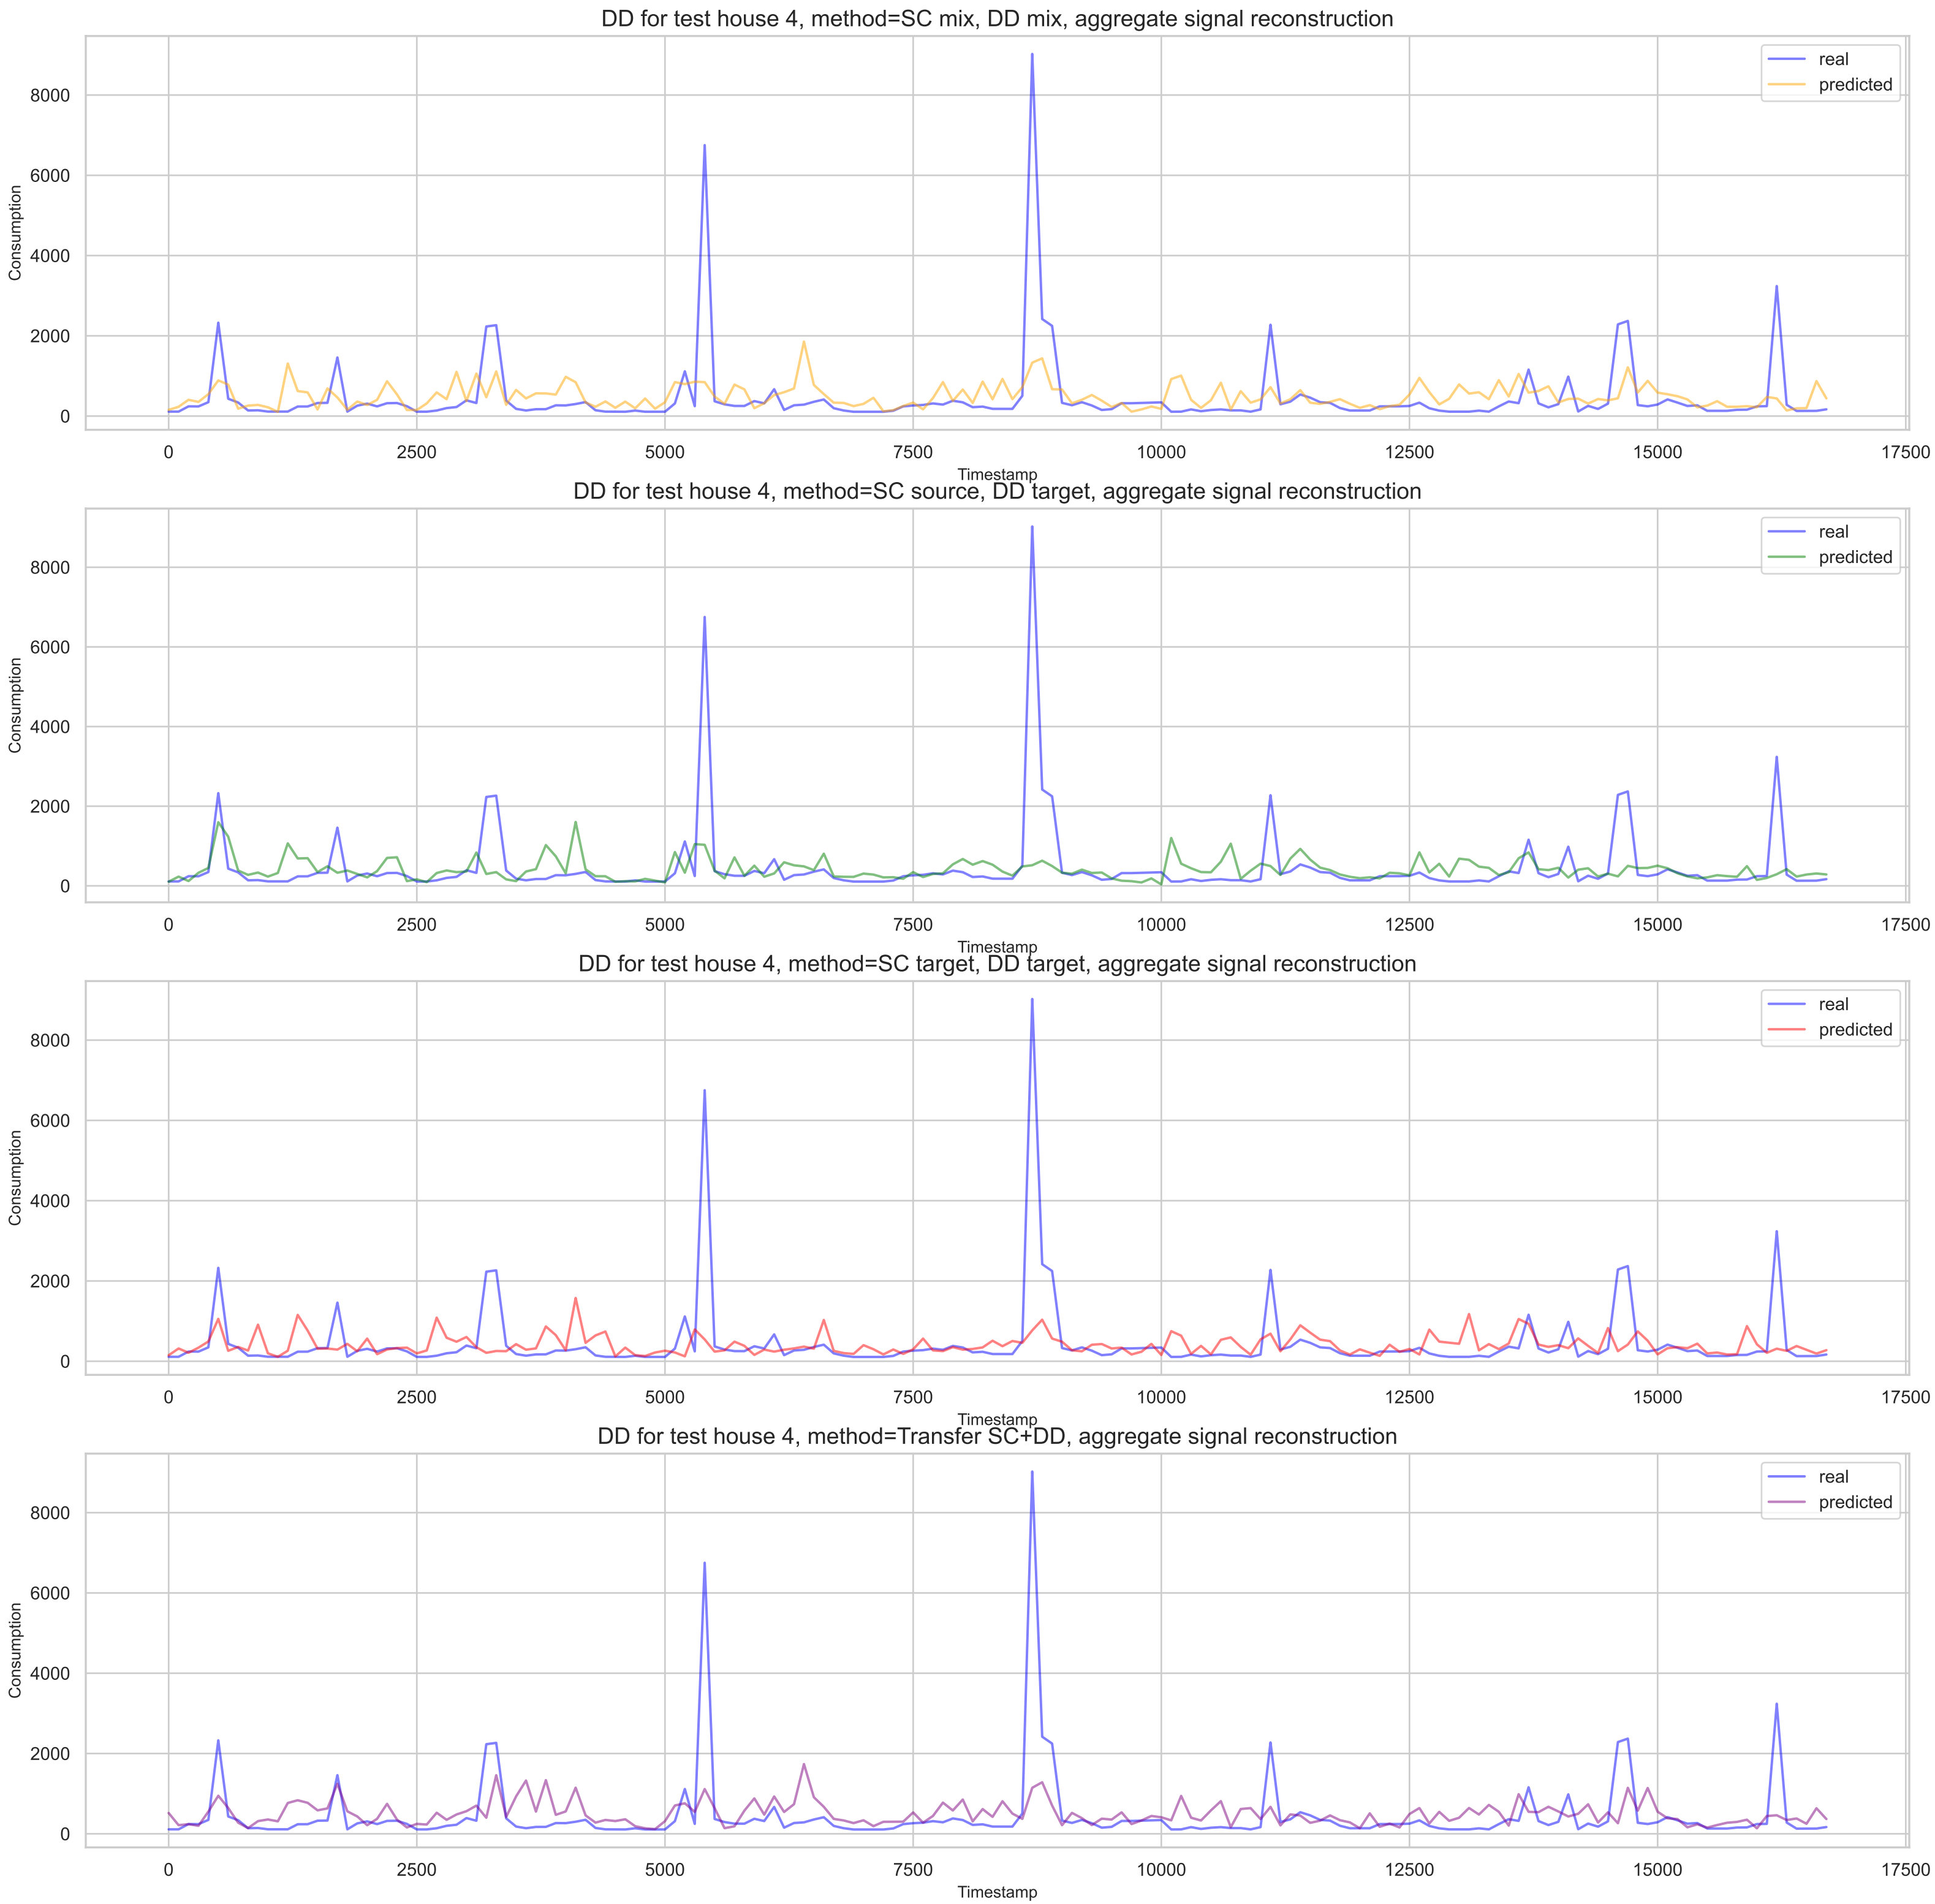 DD for test house 4, method=SC mix, DD mix, aggregate signal reconstruction
real
predicted
8000
6000
4000
2000
0
Consumption
0 2500 5000 7500 10000 12500 15000 17500
Timestamp
DD for test house 4, method=SC source, DD target, aggregate signal reconstruction
real
predicted
8000
6000
4000
2000
0
Consumption
0 2500 5000 7500 10000 12500 15000 17500
Timestamp
DD for test house 4, method=SC target, DD target, aggregate signal reconstruction
real
predicted
8000
6000
4000
2000
0
Consumption
0 2500 5000 7500 10000 12500 15000 17500
Timestamp
DD for test house 4, method=Transfer SC+DD, aggregate signal reconstruction
real
predicted
8000
6000
4000
2000
0
Consumption
0 2500 5000 7500 10000 12500 15000 17500
Timestamp